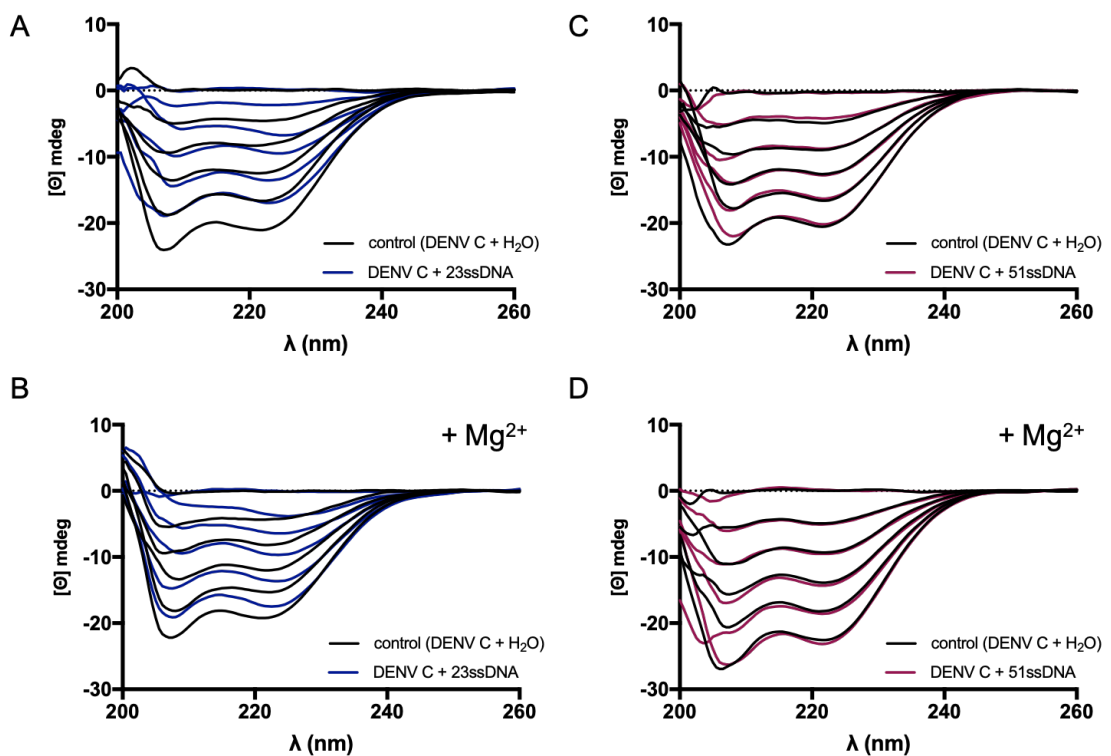 A
10
0
-10
-20
-30
[Θ] mdeg
200
220
240
260
λ (nm)
control (DENV C + H₂O)
DENV C + 23ssDNA
C
10
0
-10
-20
-30
[Θ] mdeg
200
220
240
260
λ (nm)
control (DENV C + H₂O)
DENV C + 51ssDNA
B
+ Mg²⁺
10
0
-10
-20
-30
[Θ] mdeg
200
220
240
260
λ (nm)
control (DENV C + H₂O)
DENV C + 23ssDNA
D
+ Mg²⁺
10
0
-10
-20
-30
[Θ] mdeg
200
220
240
260
λ (nm)
control (DENV C + H₂O)
DENV C + 51ssDNA